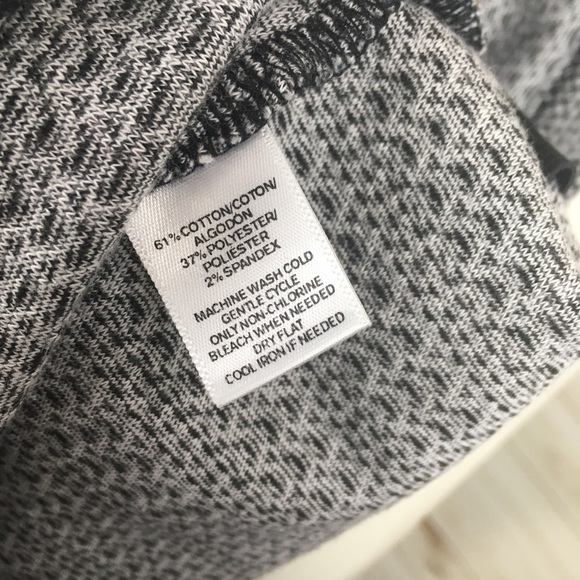 61% COTTON/COTON/
ALGODON
37% POLYESTER/
POLIESTER
2% SPANDEX
MACHINE WASH COLD
GENTLE CYCLE
ONLY NON-CHLORINE
BLEACH WHEN NEEDED
DRY FLAT
COOL IRON IF NEEDED